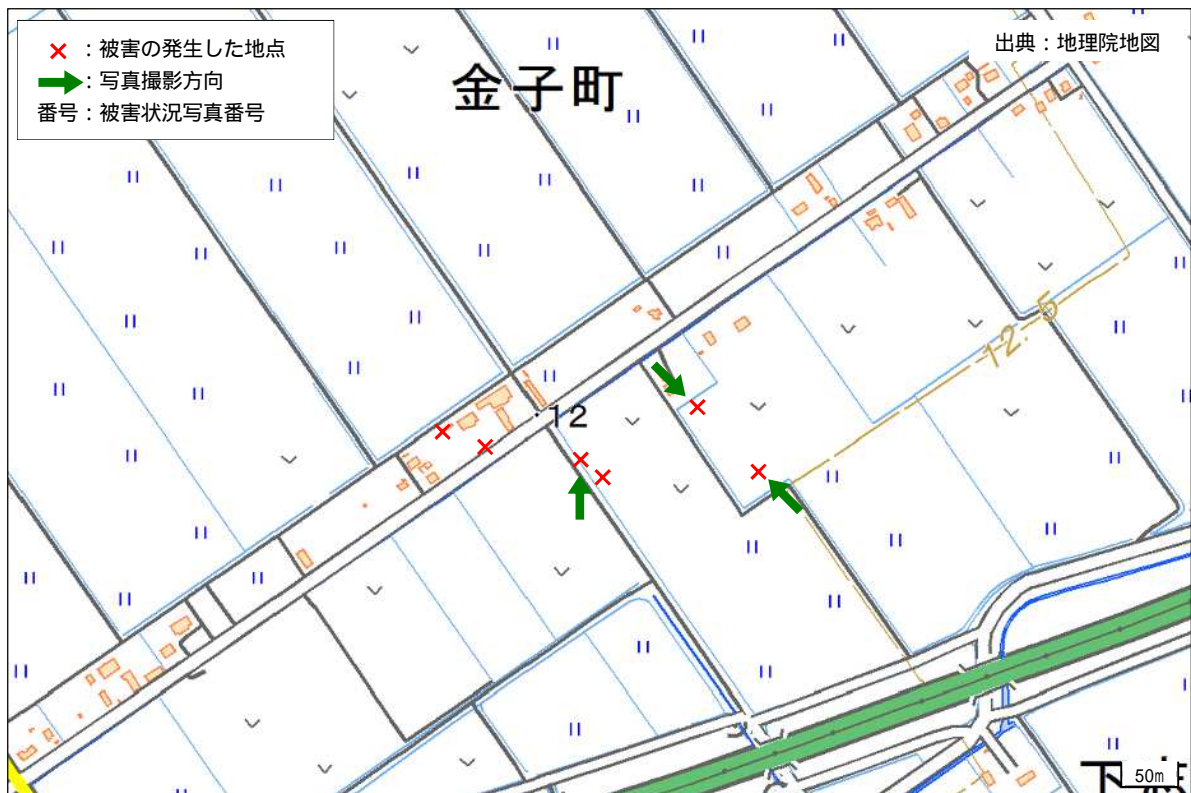 ×：被害の発生した地点
：写真撮影方向
番号：被害状況写真番号
出典：地理院地図
金子町
12.5
12
下
50m